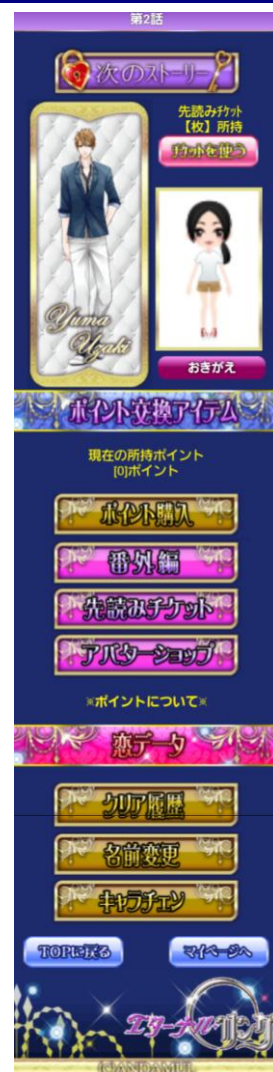 第2話
次のストーリー
先読みチケット
【枚】所持
チケットを使う
Yuma
Uzaki
おきがえ
ポイント交換アイテム
現在の所持ポイント
[0]ポイント
ポイント購入
番外編
先読みチケット
アバターショップ
※ポイントについて※
恋データ
クリア履歴
名前変更
キャラチェン
TOPに戻る
マイページへ
エターナルリング
(c)ANDAMUL